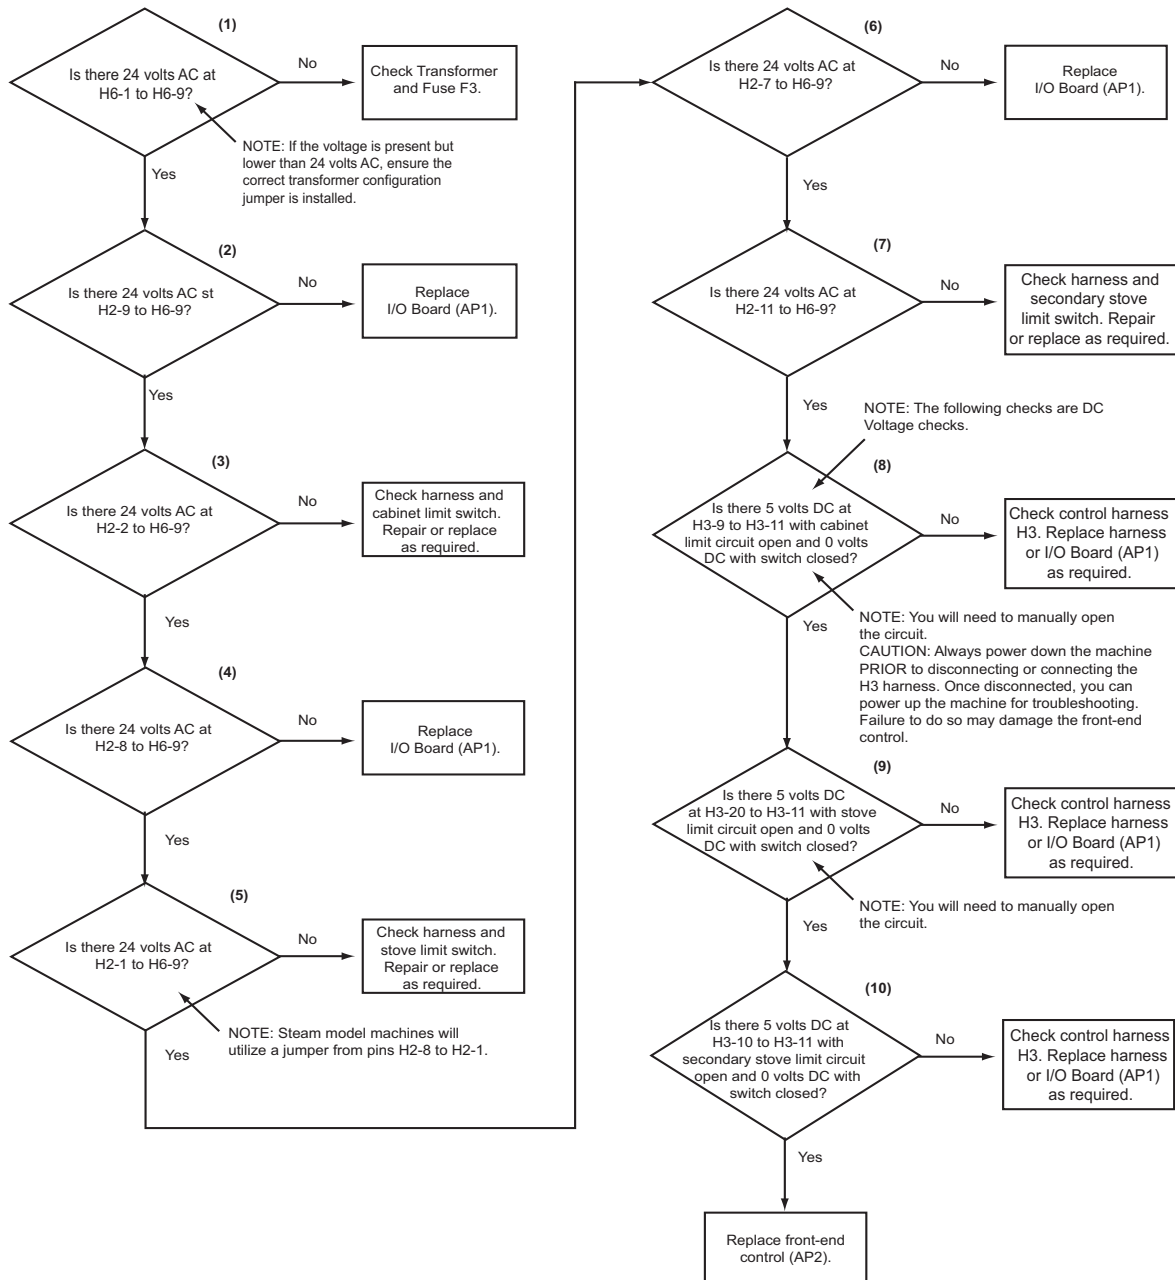 (1)
Is there 24 volts AC at
H6-1 to H6-9?
No
Check Transformer
and Fuse F3.
NOTE: If the voltage is present but
lower than 24 volts AC, ensure the
correct transformer configuration
jumper is installed.
Yes
(2)
Is there 24 volts AC st
H2-9 to H6-9?
No
Replace
I/O Board (AP1).
Yes
(3)
Is there 24 volts AC at
H2-2 to H6-9?
No
Check harness and
cabinet limit switch.
Repair or replace
as required.
Yes
(4)
Is there 24 volts AC at
H2-8 to H6-9?
No
Replace
I/O Board (AP1).
Yes
(5)
Is there 24 volts AC at
H2-1 to H6-9?
No
Check harness and
stove limit switch.
Repair or replace
as required.
NOTE: Steam model machines will
utilize a jumper from pins H2-8 to H2-1.
Yes
(6)
Is there 24 volts AC at
H2-7 to H6-9?
No
Replace
I/O Board (AP1).
Yes
(7)
Is there 24 volts AC at
H2-11 to H6-9?
No
Check harness and
secondary stove
limit switch. Repair
or replace as required.
Yes
NOTE: The following checks are DC
Voltage checks.
(8)
Is there 5 volts DC at
H3-9 to H3-11 with cabinet
limit circuit open and 0 volts
DC with switch closed?
No
Check control harness
H3. Replace harness
or I/O Board (AP1)
as required.
Yes
NOTE: You will need to manually open
the circuit.
CAUTION: Always power down the machine
PRIOR to disconnecting or connecting the
H3 harness. Once disconnected, you can
power up the machine for troubleshooting.
Failure to do so may damage the front-end
control.
(9)
Is there 5 volts DC
at H3-20 to H3-11 with stove
limit circuit open and 0 volts
DC with switch closed?
No
Check control harness
H3. Replace harness
or I/O Board (AP1)
as required.
NOTE: You will need to manually open
the circuit.
Yes
(10)
Is there 5 volts DC at
H3-10 to H3-11 with
secondary stove limit circuit
open and 0 volts DC with
switch closed?
No
Check control harness
H3. Replace harness
or I/O Board (AP1)
as required.
Yes
Replace front-end
control (AP2).